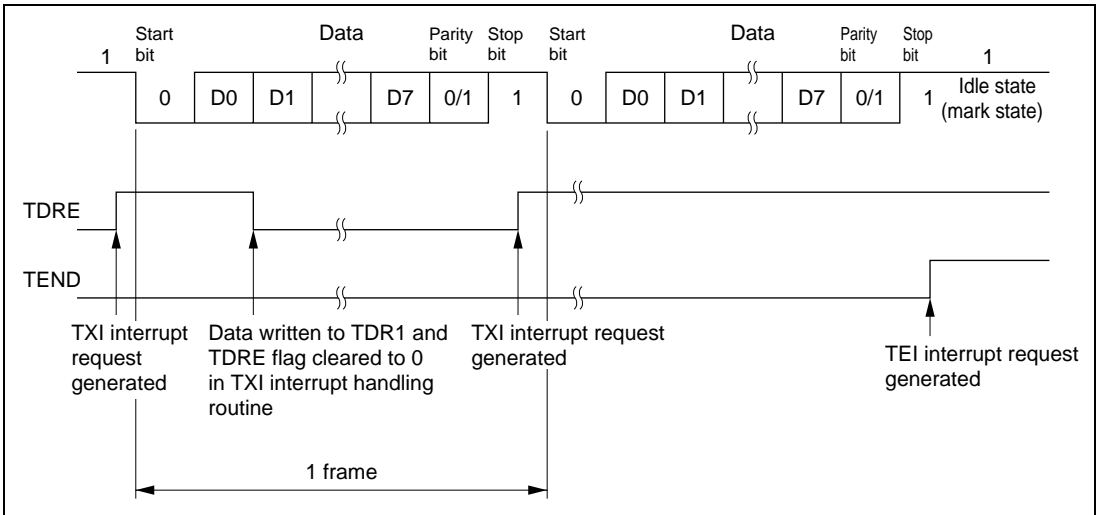 Start Data Parity Stop Start Data Parity Stop
1 bit bit bit bit bit bit 1
0 D0 D1 D7 0/1 1 0 D0 D1 D7 0/1 1 Idle state
(mark state)
TDRE
TEND
TXI interrupt
request
generated
Data written to TDR1 and
TDRE flag cleared to 0
in TXI interrupt handling
routine
TXI interrupt request
generated
TEI interrupt request
generated
1 frame